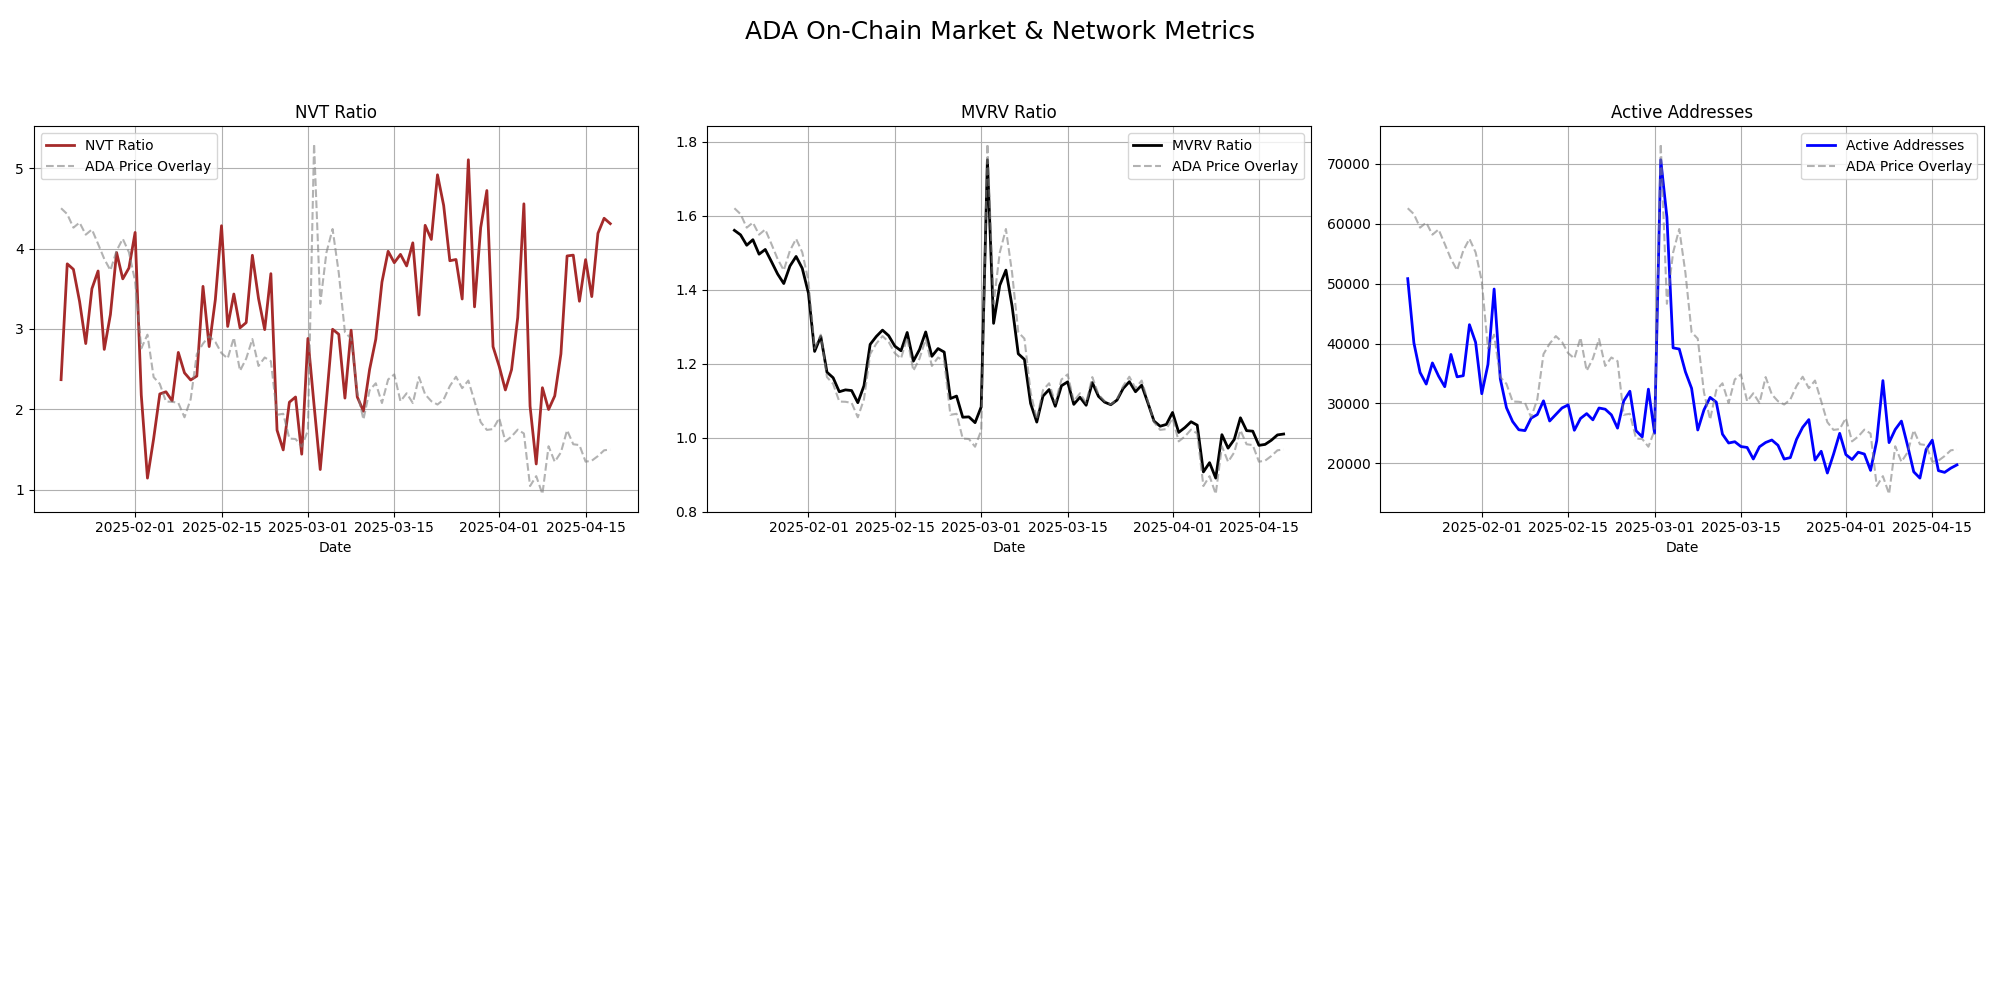 ADA On-Chain Market & Network Metrics
NVT Ratio
NVT Ratio
ADA Price Overlay
5
4
3
2
1
2025-02-01 2025-02-15 2025-03-01 2025-03-15 2025-04-01 2025-04-15
Date
MVRV Ratio
MVRV Ratio
ADA Price Overlay
1.8
1.6
1.4
1.2
1.0
0.8
2025-02-01 2025-02-15 2025-03-01 2025-03-15 2025-04-01 2025-04-15
Date
Active Addresses
Active Addresses
ADA Price Overlay
70000
60000
50000
40000
30000
20000
2025-02-01 2025-02-15 2025-03-01 2025-03-15 2025-04-01 2025-04-15
Date